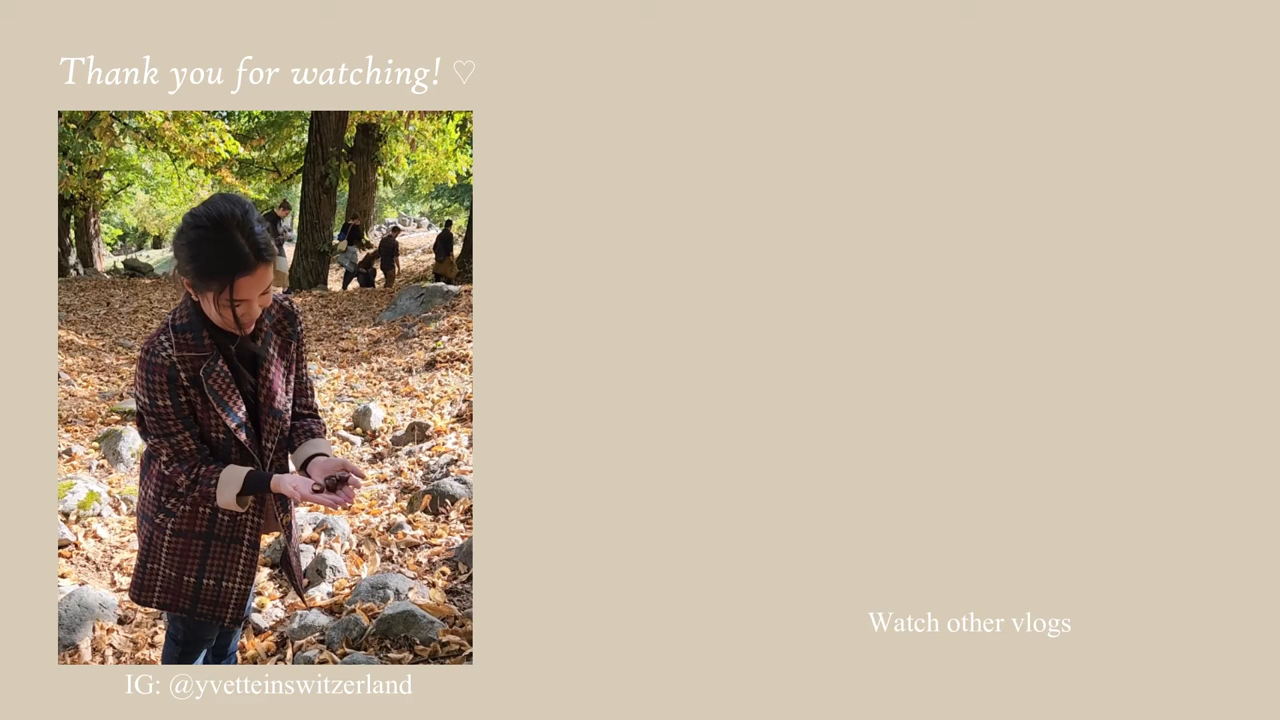 Thank you for watching! ♡
Watch other vlogs
IG: @yvetteinswitzerland